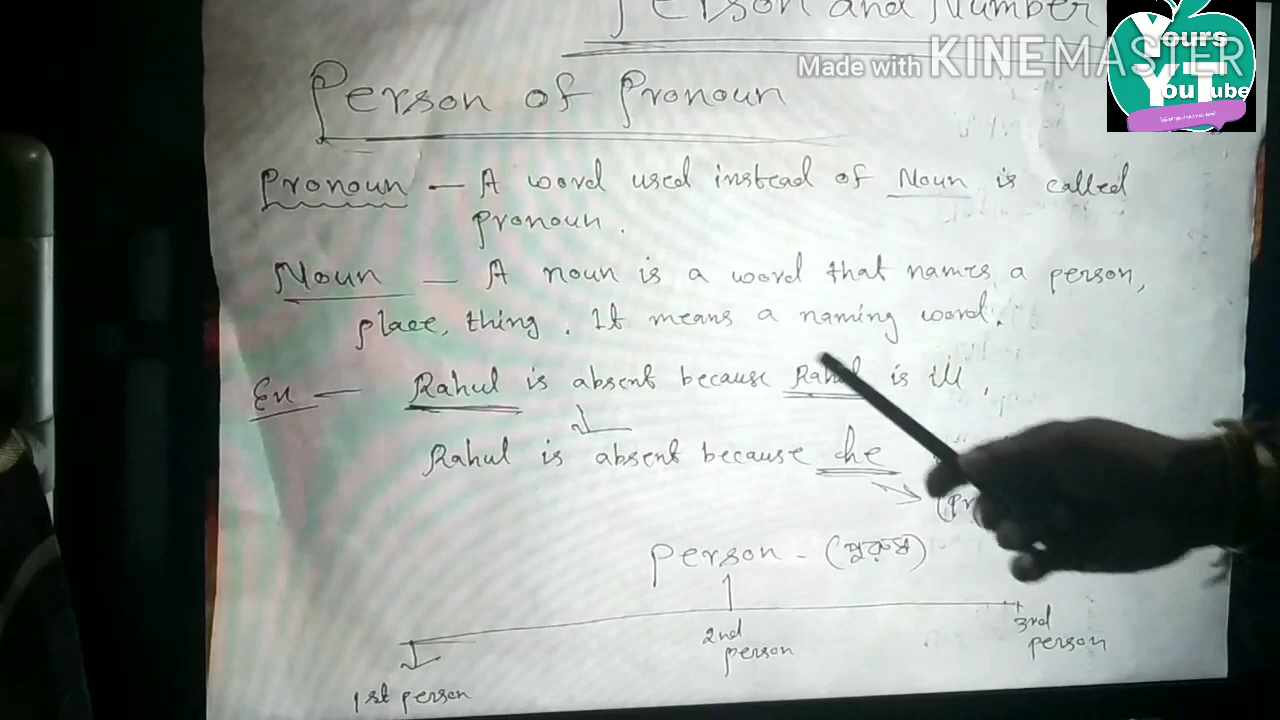 Person and Number
Made with KINEMASTER
Yours
YouTube
Person of Pronoun
Pronoun – A word used instead of Noun is called
pronoun.
Noun – A noun is a word that names a person,
place, thing. It means a naming word.
Ex – Rahul is absent because Rahul is ill.
Rahul is absent because he
person - (পুরুষ)
1st person
2nd person
3rd person